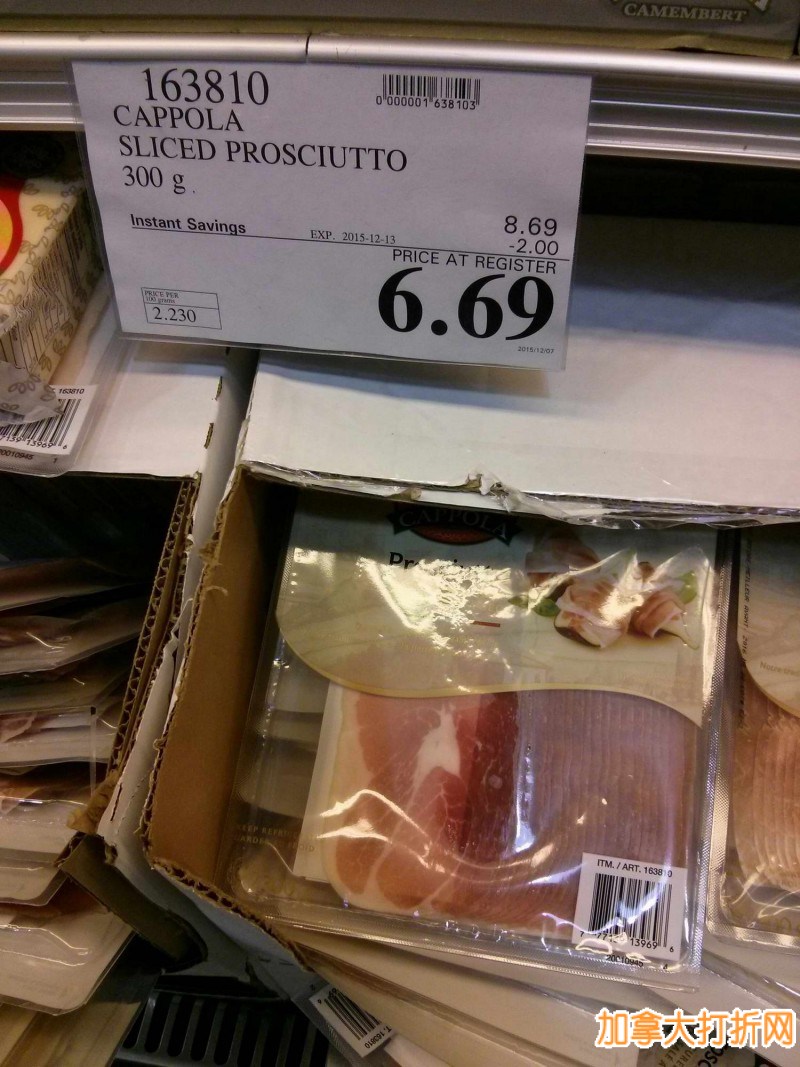 CAMEMBERT
163810
0 000001 638103
CAPPOLA
SLICED PROSCIUTTO
300 g
Instant Savings
EXP. 2015-12-13
8.69
-2.00
PRICE AT REGISTER
6.69
PRICE PER
100 grams
2.230
2015/12/07
163810
CAPPOLA
ITM. / ART. 163810
13969 6
加拿大打折网